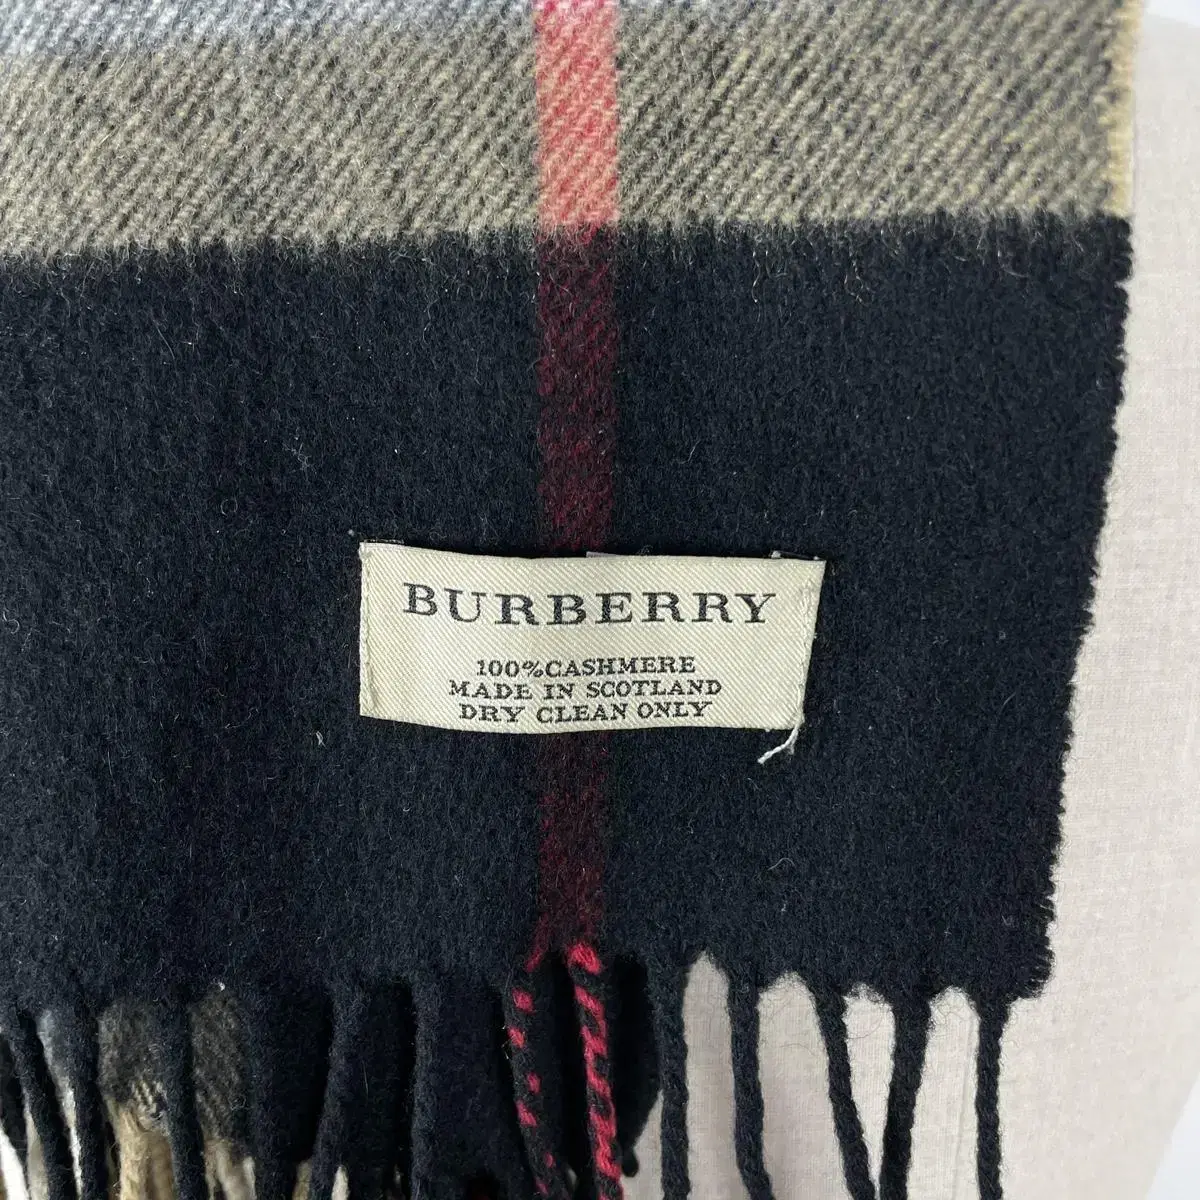 BURBERRY
100%CASHMERE
MADE IN SCOTLAND
DRY CLEAN ONLY